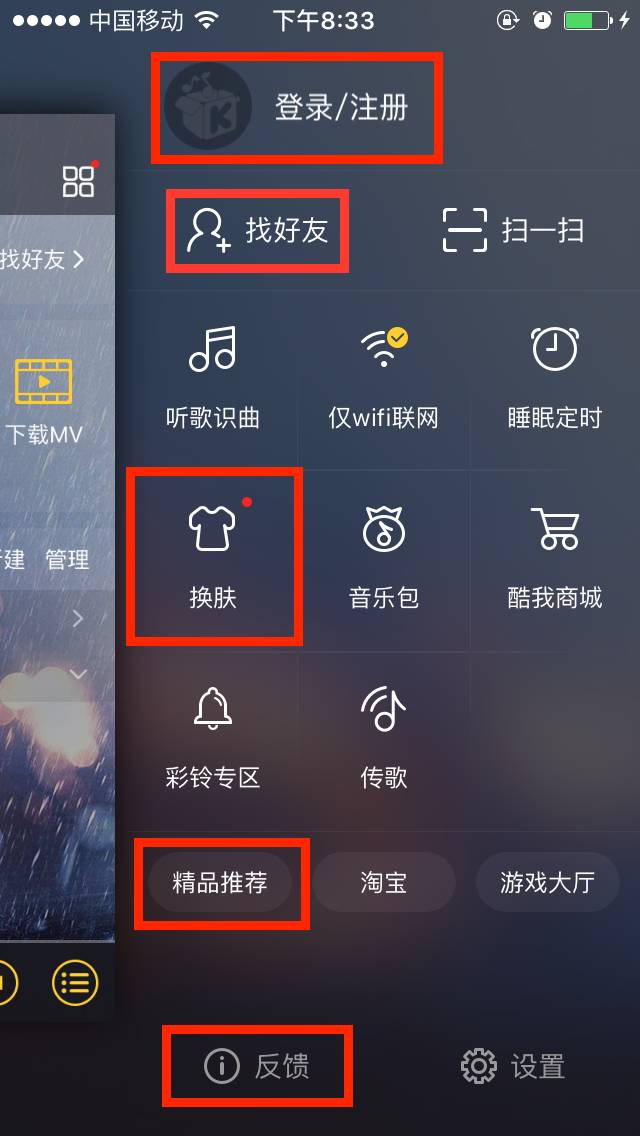 中国移动 下午8:33
登录/注册
找好友 扫一扫
找好友
听歌识曲 仅wifi联网 睡眠定时
下载MV
建 管理
换肤 音乐包 酷我商城
彩铃专区 传歌
精品推荐 淘宝 游戏大厅
反馈 设置